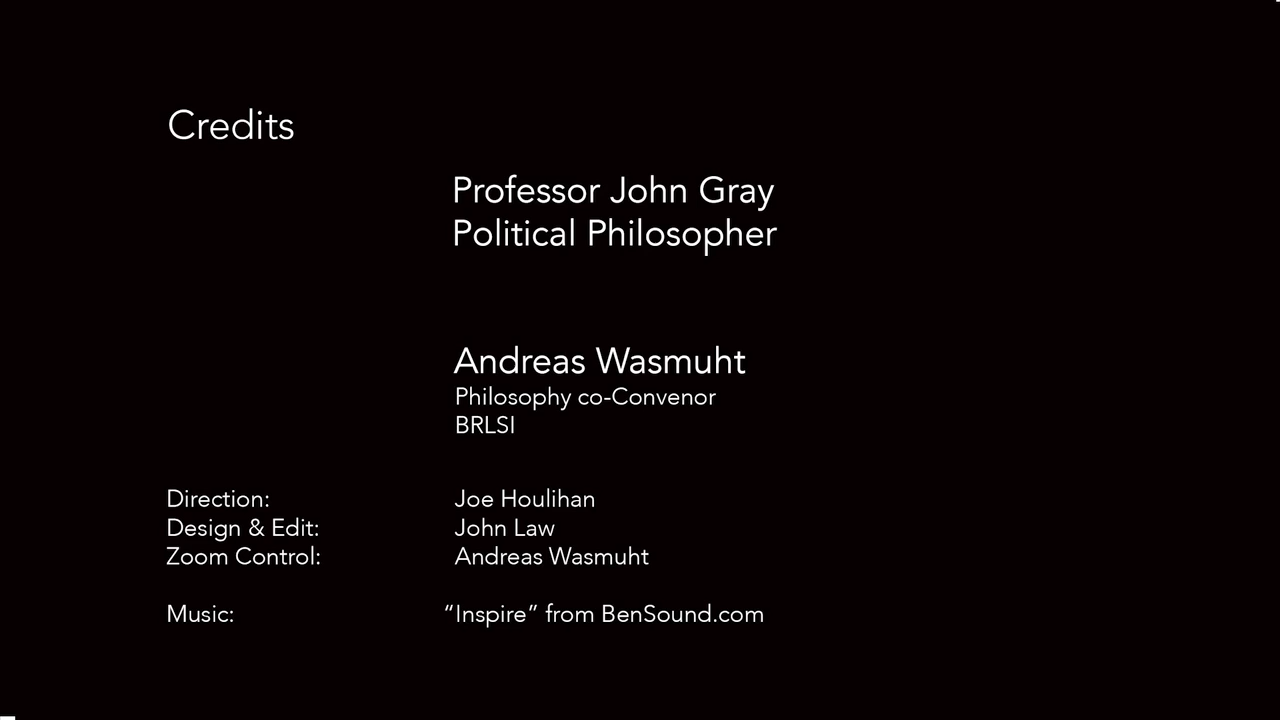 Credits
Professor John Gray
Political Philosopher
Andreas Wasmuht
Philosophy co-Convenor
BRLSI
Direction: Joe Houlihan
Design & Edit: John Law
Zoom Control: Andreas Wasmuht
Music: “Inspire” from BenSound.com